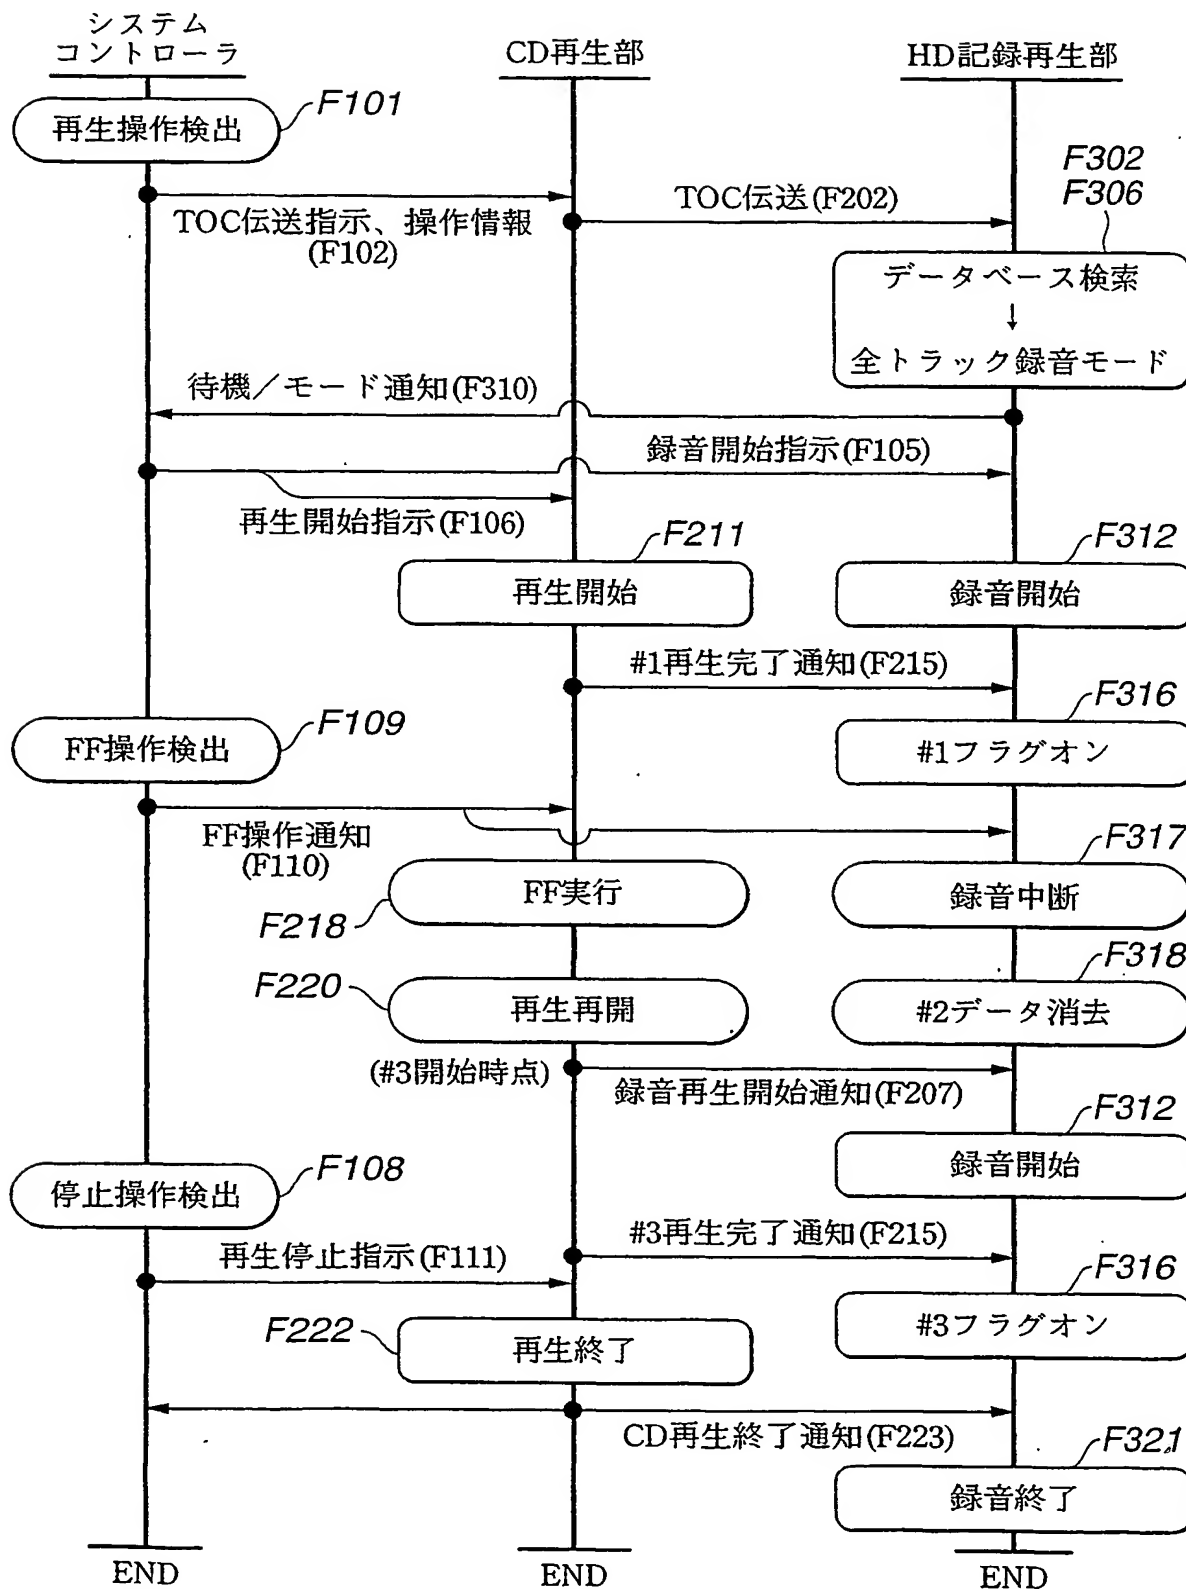 システム
コントローラ
CD再生部
HD記録再生部
再生操作検出
F101
TOC伝送指示、操作情報
(F102)
TOC伝送(F202)
F302
F306
データベース検索
↓
全トラック録音モード
待機／モード通知(F310)
録音開始指示(F105)
再生開始指示(F106)
F211
再生開始
F312
録音開始
#1再生完了通知(F215)
F316
#1フラグオン
FF操作検出
F109
FF操作通知
(F110)
F317
録音中断
FF実行
F218
F318
#2データ消去
F220
再生再開
(#3開始時点)
録音再生開始通知(F207)
F312
録音開始
停止操作検出
F108
#3再生完了通知(F215)
再生停止指示(F111)
F316
#3フラグオン
F222
再生終了
CD再生終了通知(F223)
F321
録音終了
END
END
END